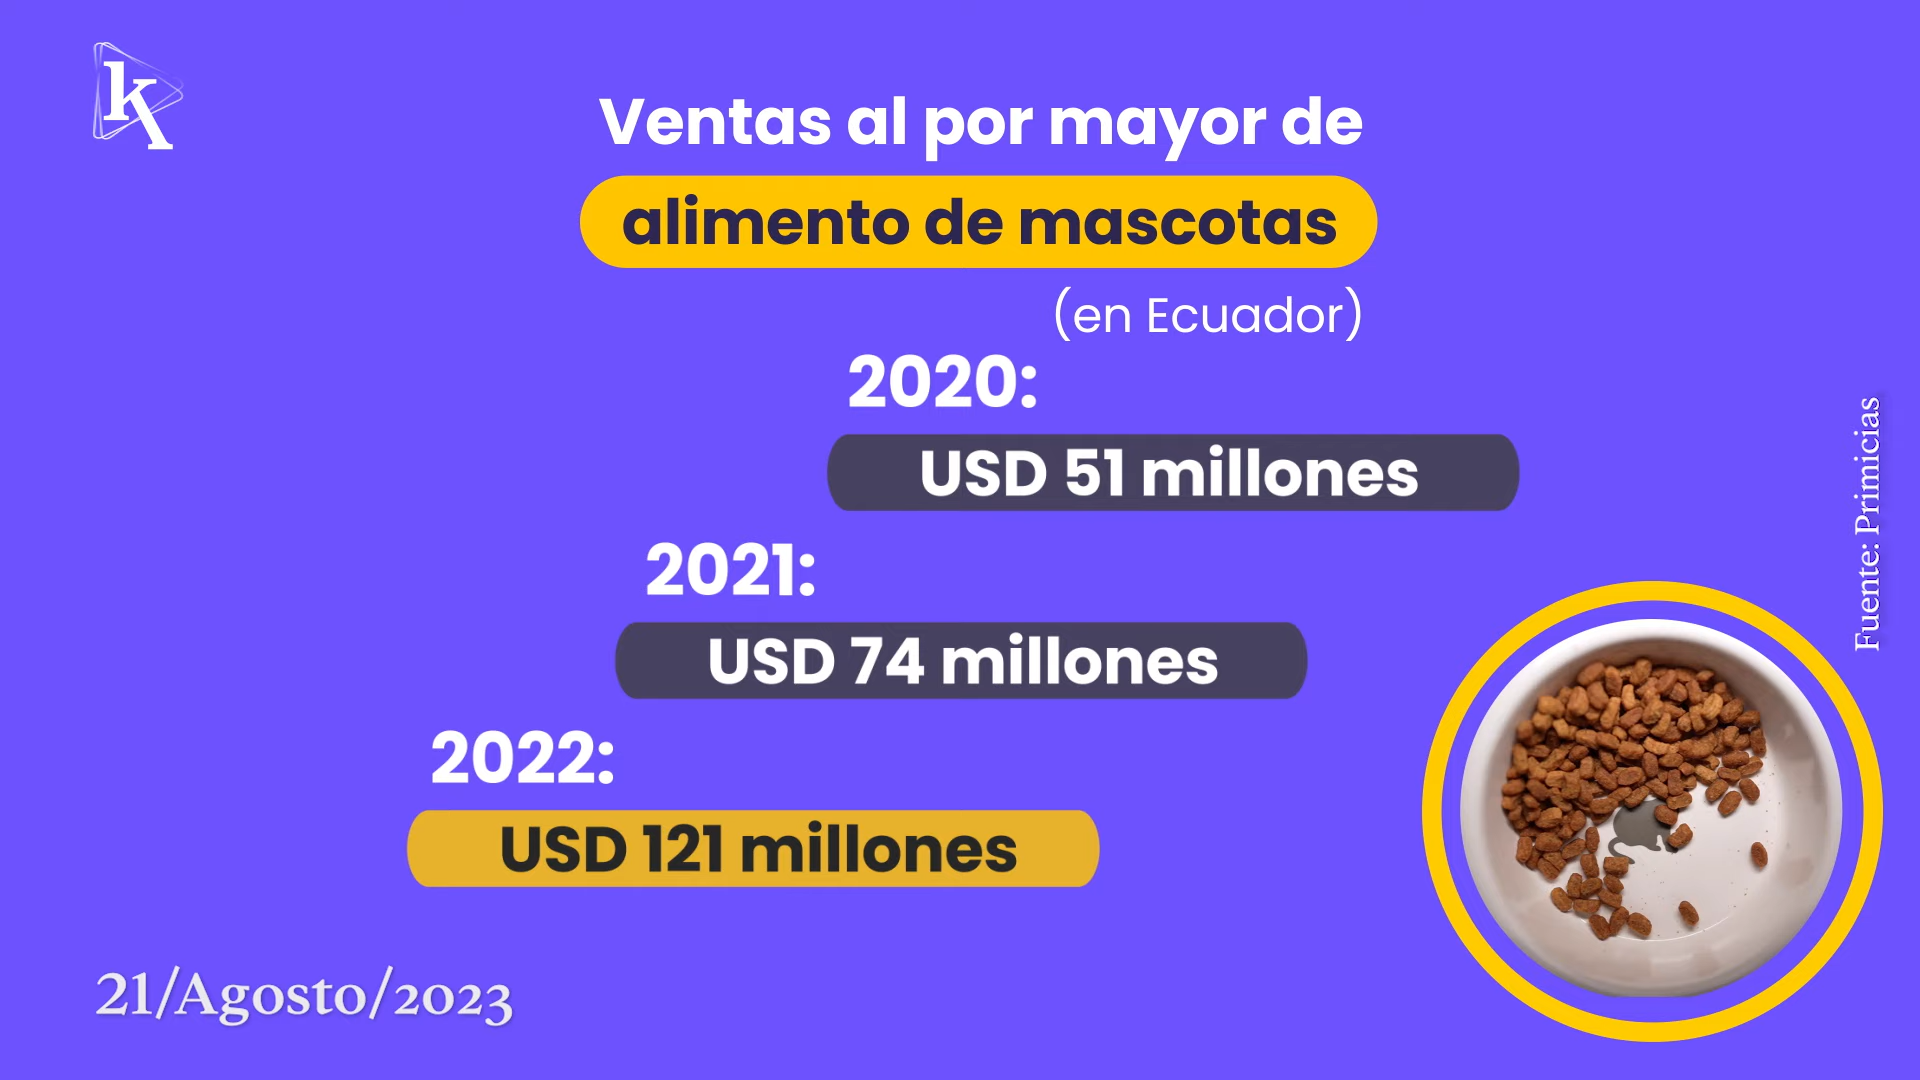 k
Ventas al por mayor de
alimento de mascotas
(en Ecuador)
2020:
USD 51 millones
2021:
USD 74 millones
2022:
USD 121 millones
Fuente: Primicias
21/Agosto/2023